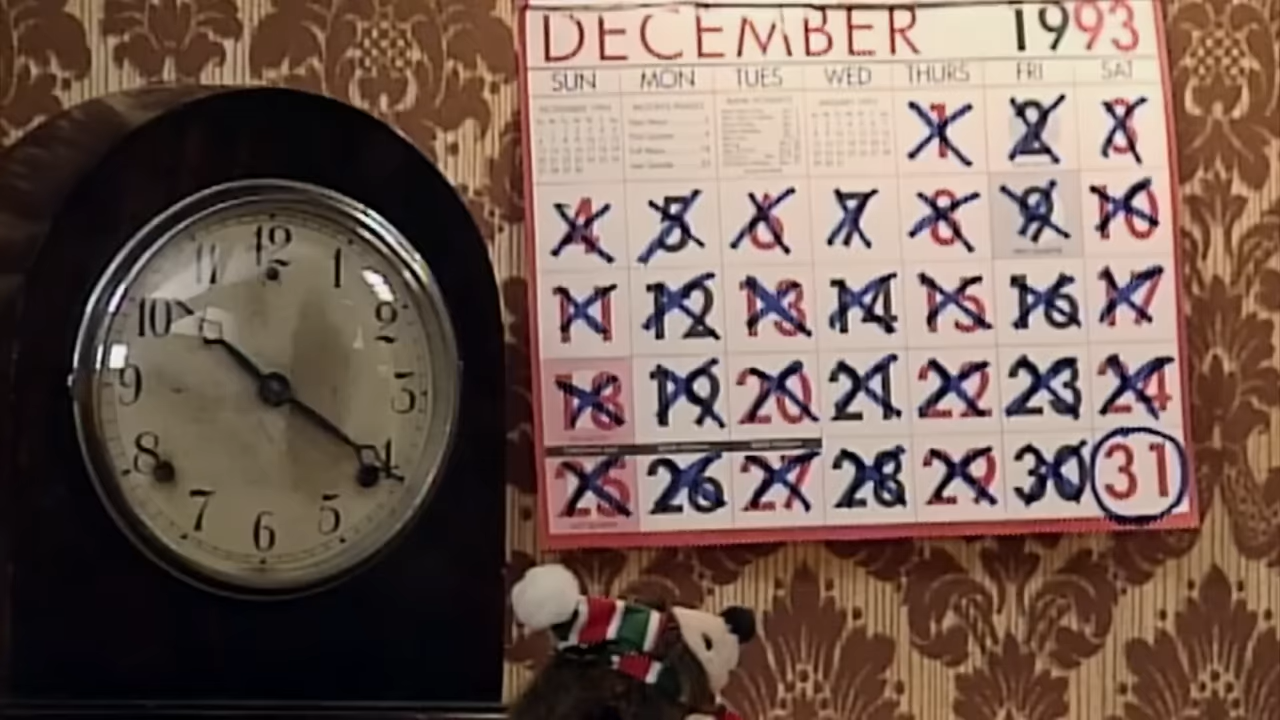 DECEMBER 1993
SUN MON TUES WED THURS FRI SAT
1 2 3
4 5 6 7 8 9 10
11 12 13 14 15 16 17
18 19 20 21 22 23 24
25 26 27 28 29 30 31
12
11 1
10 2
9 3
8 4
7 5
6